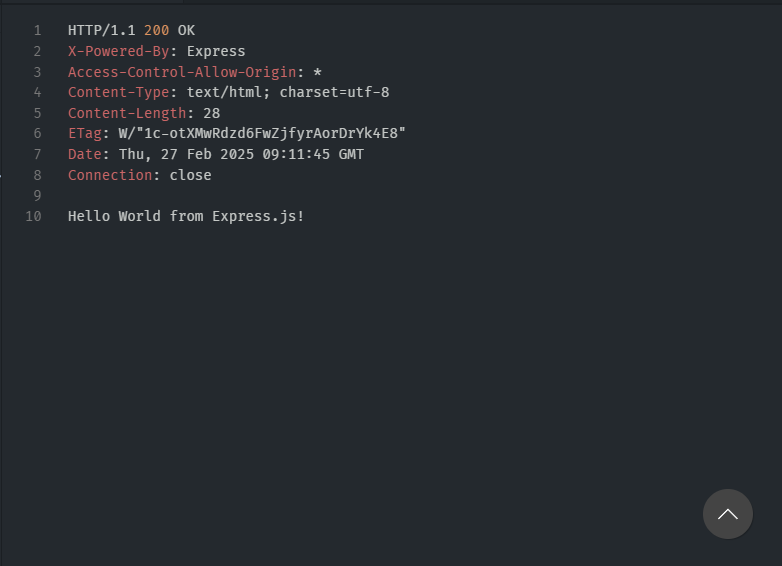 1 HTTP/1.1 200 OK
2 X-Powered-By: Express
3 Access-Control-Allow-Origin: *
4 Content-Type: text/html; charset=utf-8
5 Content-Length: 28
6 ETag: W/"1c-otXMwRdzd6FwZjfyrAorDrYk4E8"
7 Date: Thu, 27 Feb 2025 09:11:45 GMT
8 Connection: close
9
10 Hello World from Express.js!